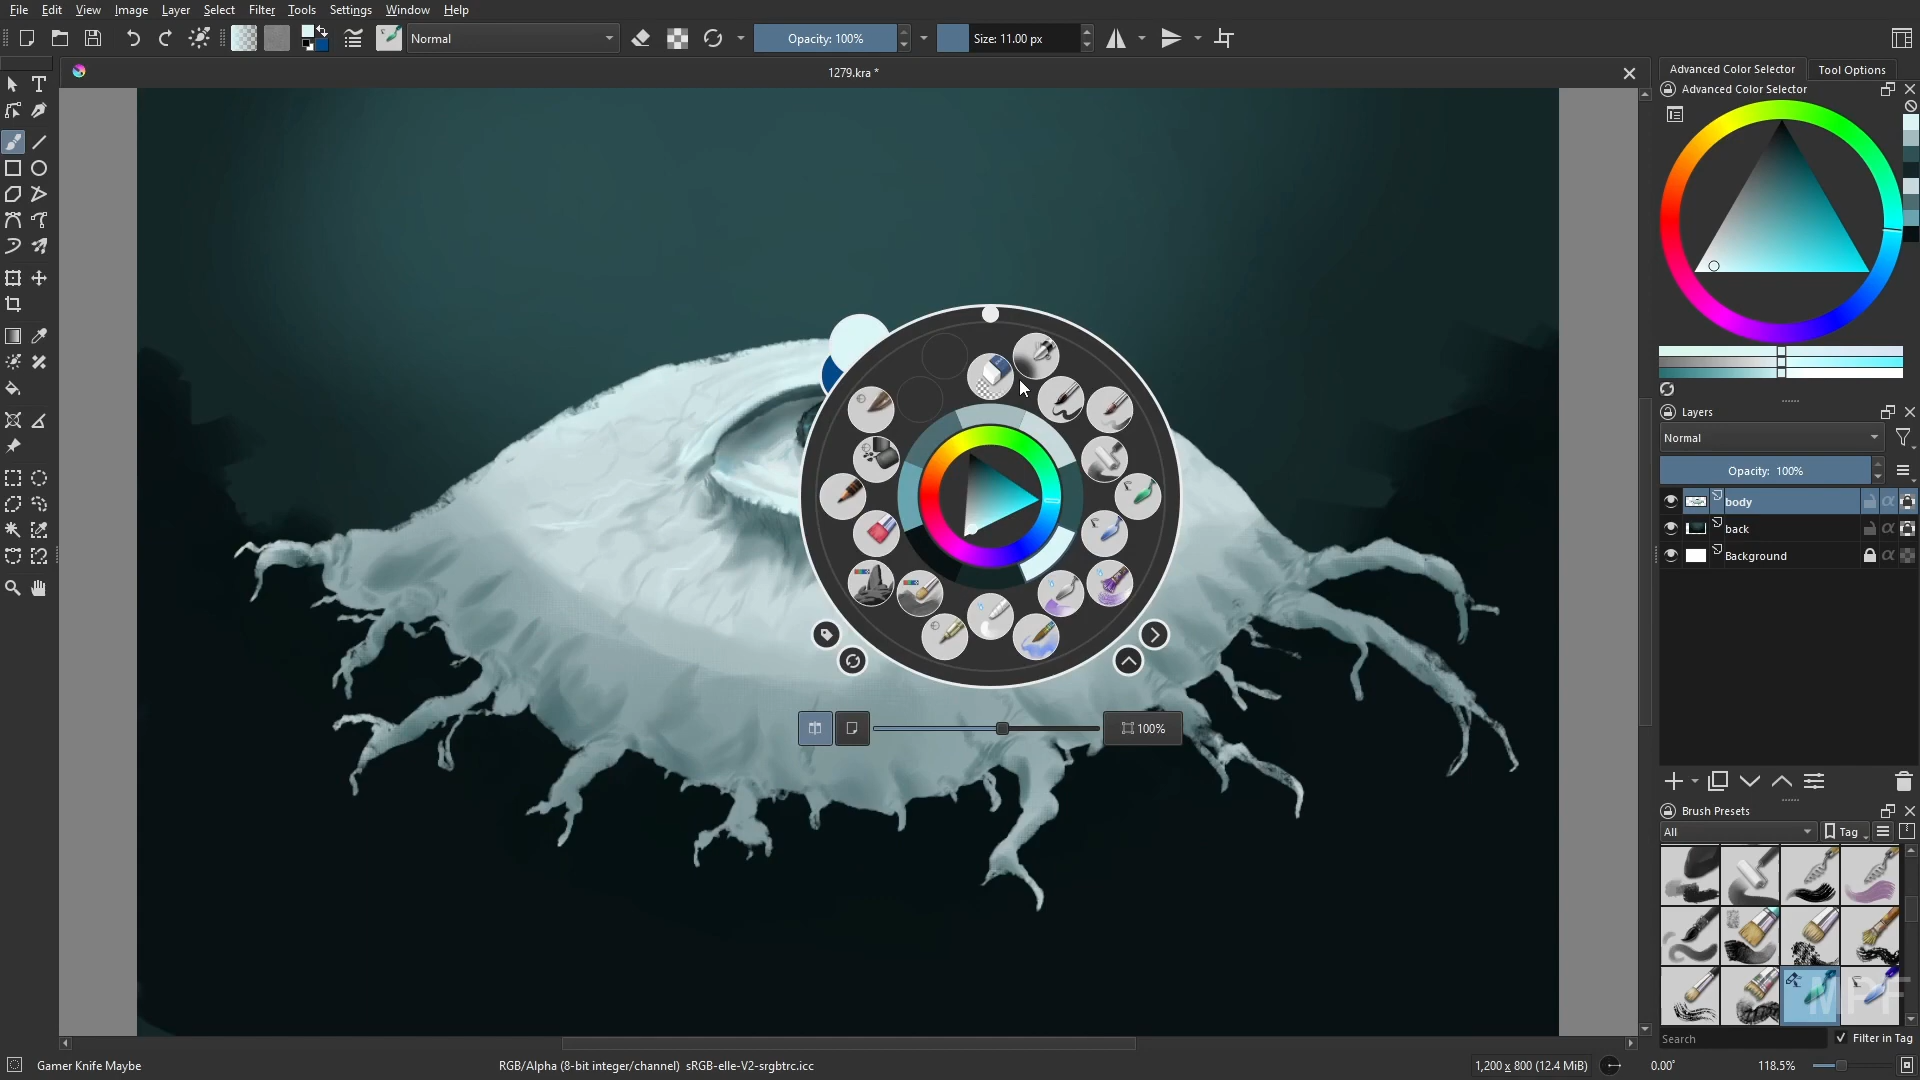 File Edit View Image Layer Select Filter Tools Settings Window Help
Normal
Opacity: 100%
Size: 11.00 px
1279.kra *
Advanced Color Selector
Tool Options
Advanced Color Selector
Layers
Normal
Opacity: 100%
body
back
Background
100%
Brush Presets
All
Tag
MPF
Search
Filter in Tag
Gamer Knife Maybe
RGB/Alpha (8-bit integer/channel) sRGB-elle-V2-srgbtrc.icc
1,200 x 800 (12.4 MiB)
0.00°
118.5%